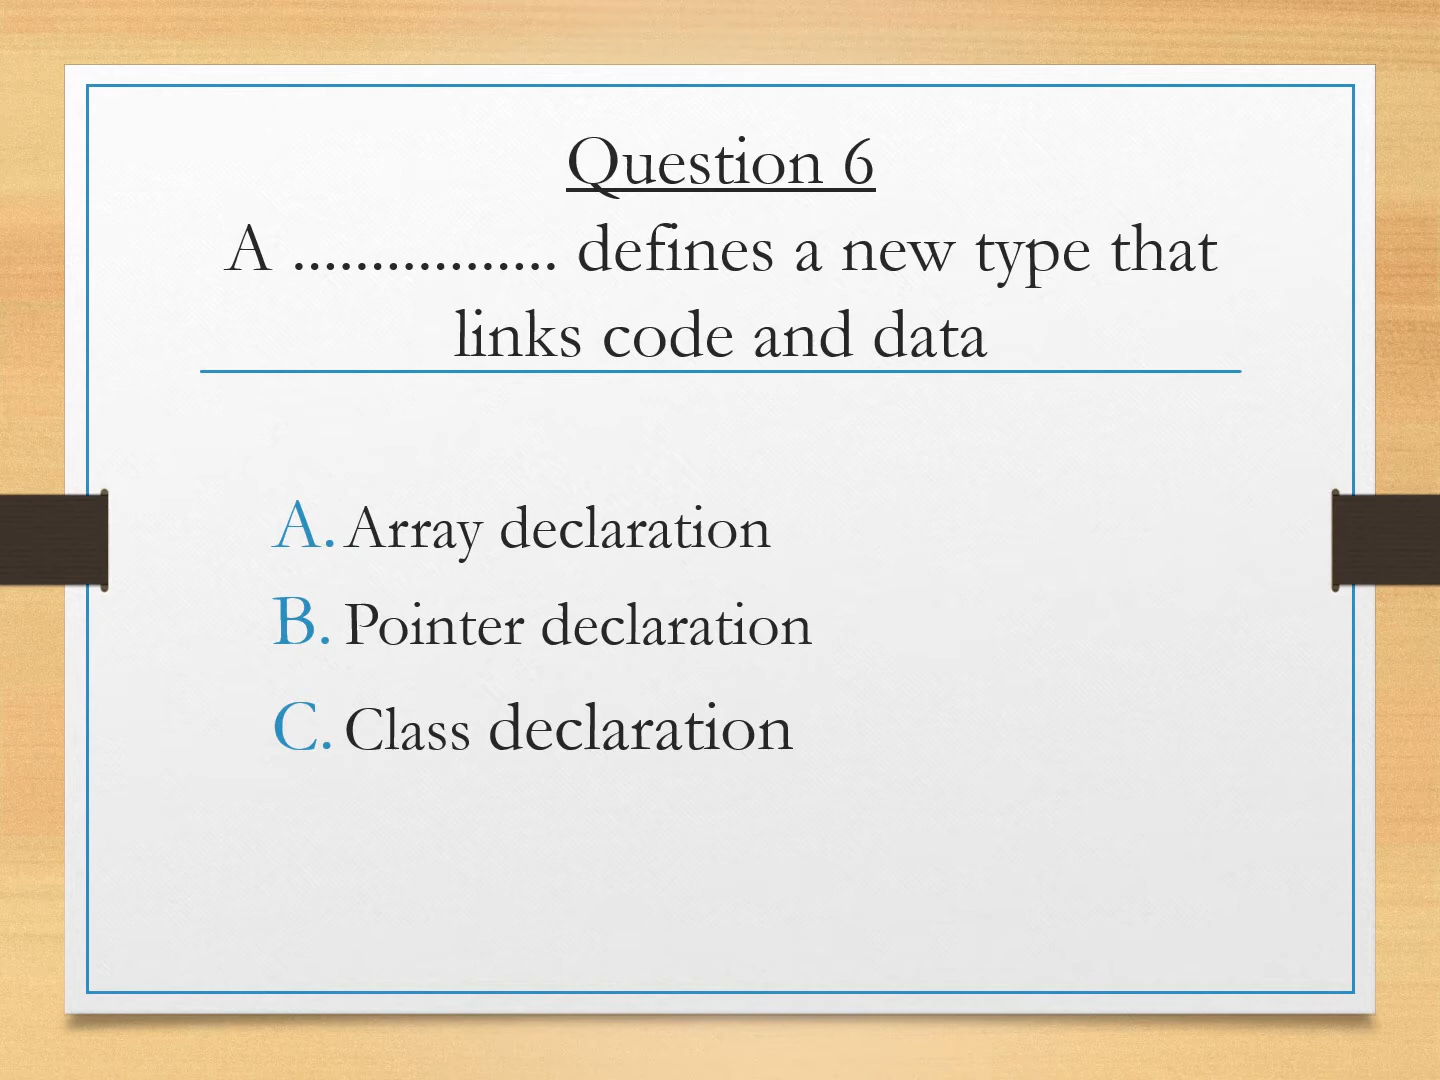 Question 6
A ................. defines a new type that
links code and data
A. Array declaration
B. Pointer declaration
C. Class declaration